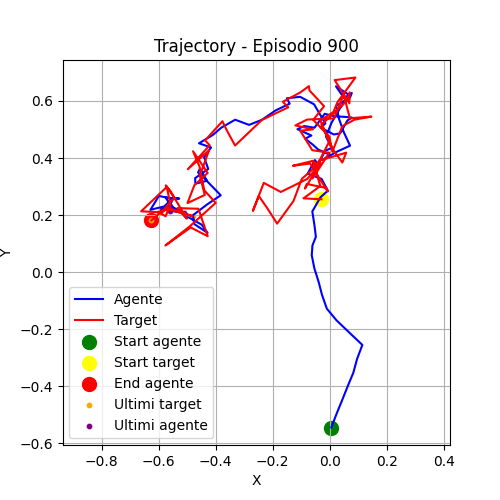 Trajectory - Episodio 900
Y
0.6
0.4
0.2
0.0
−0.2
−0.4
−0.6
Agente
Target
Start agente
Start target
End agente
Ultimi target
Ultimi agente
−0.8 −0.6 −0.4 −0.2 0.0 0.2 0.4
X